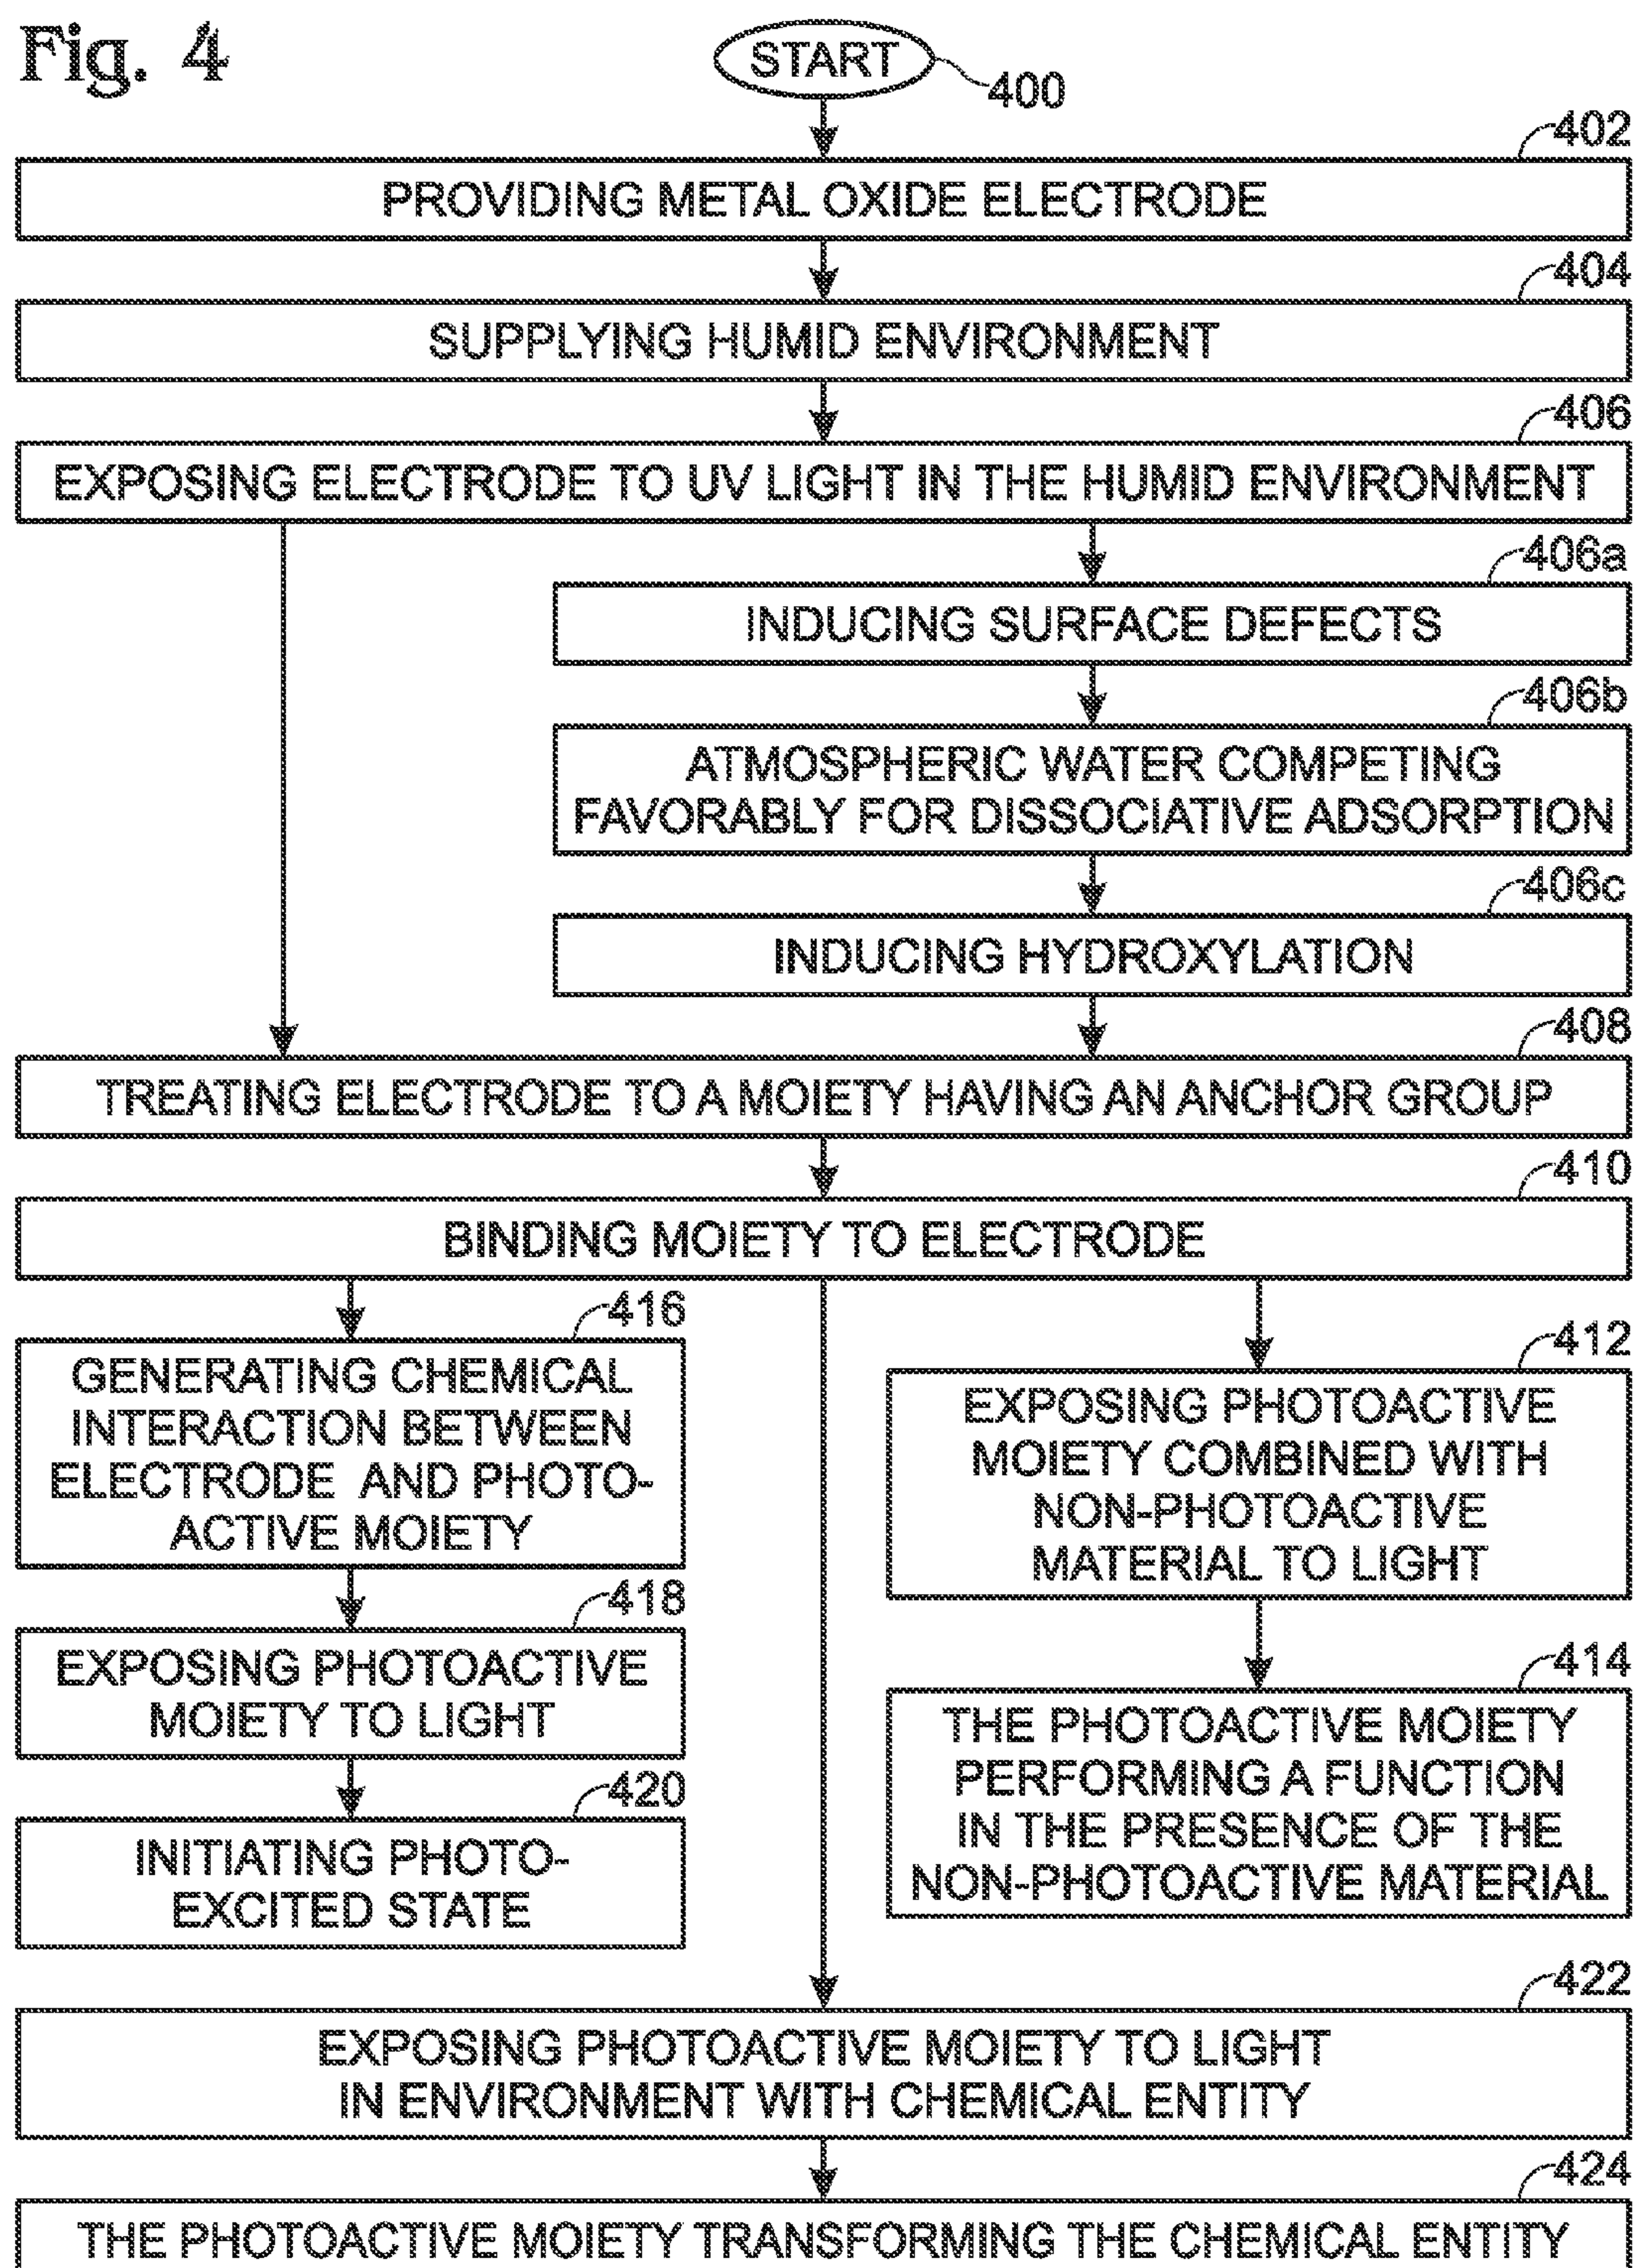 Fig. 4
START
400
402
PROVIDING METAL OXIDE ELECTRODE
404
SUPPLYING HUMID ENVIRONMENT
406
EXPOSING ELECTRODE TO UV LIGHT IN THE HUMID ENVIRONMENT
406a
INDUCING SURFACE DEFECTS
406b
ATMOSPHERIC WATER COMPETING
FAVORABLY FOR DISSOCIATIVE ADSORPTION
406c
INDUCING HYDROXYLATION
408
TREATING ELECTRODE TO A MOIETY HAVING AN ANCHOR GROUP
410
BINDING MOIETY TO ELECTRODE
416
GENERATING CHEMICAL
INTERACTION BETWEEN
ELECTRODE AND PHOTO-
ACTIVE MOIETY
418
EXPOSING PHOTOACTIVE
MOIETY TO LIGHT
420
INITIATING PHOTO-
EXCITED STATE
412
EXPOSING PHOTOACTIVE
MOIETY COMBINED WITH
NON-PHOTOACTIVE
MATERIAL TO LIGHT
414
THE PHOTOACTIVE MOIETY
PERFORMING A FUNCTION
IN THE PRESENCE OF THE
NON-PHOTOACTIVE MATERIAL
422
EXPOSING PHOTOACTIVE MOIETY TO LIGHT
IN ENVIRONMENT WITH CHEMICAL ENTITY
424
THE PHOTOACTIVE MOIETY TRANSFORMING THE CHEMICAL ENTITY